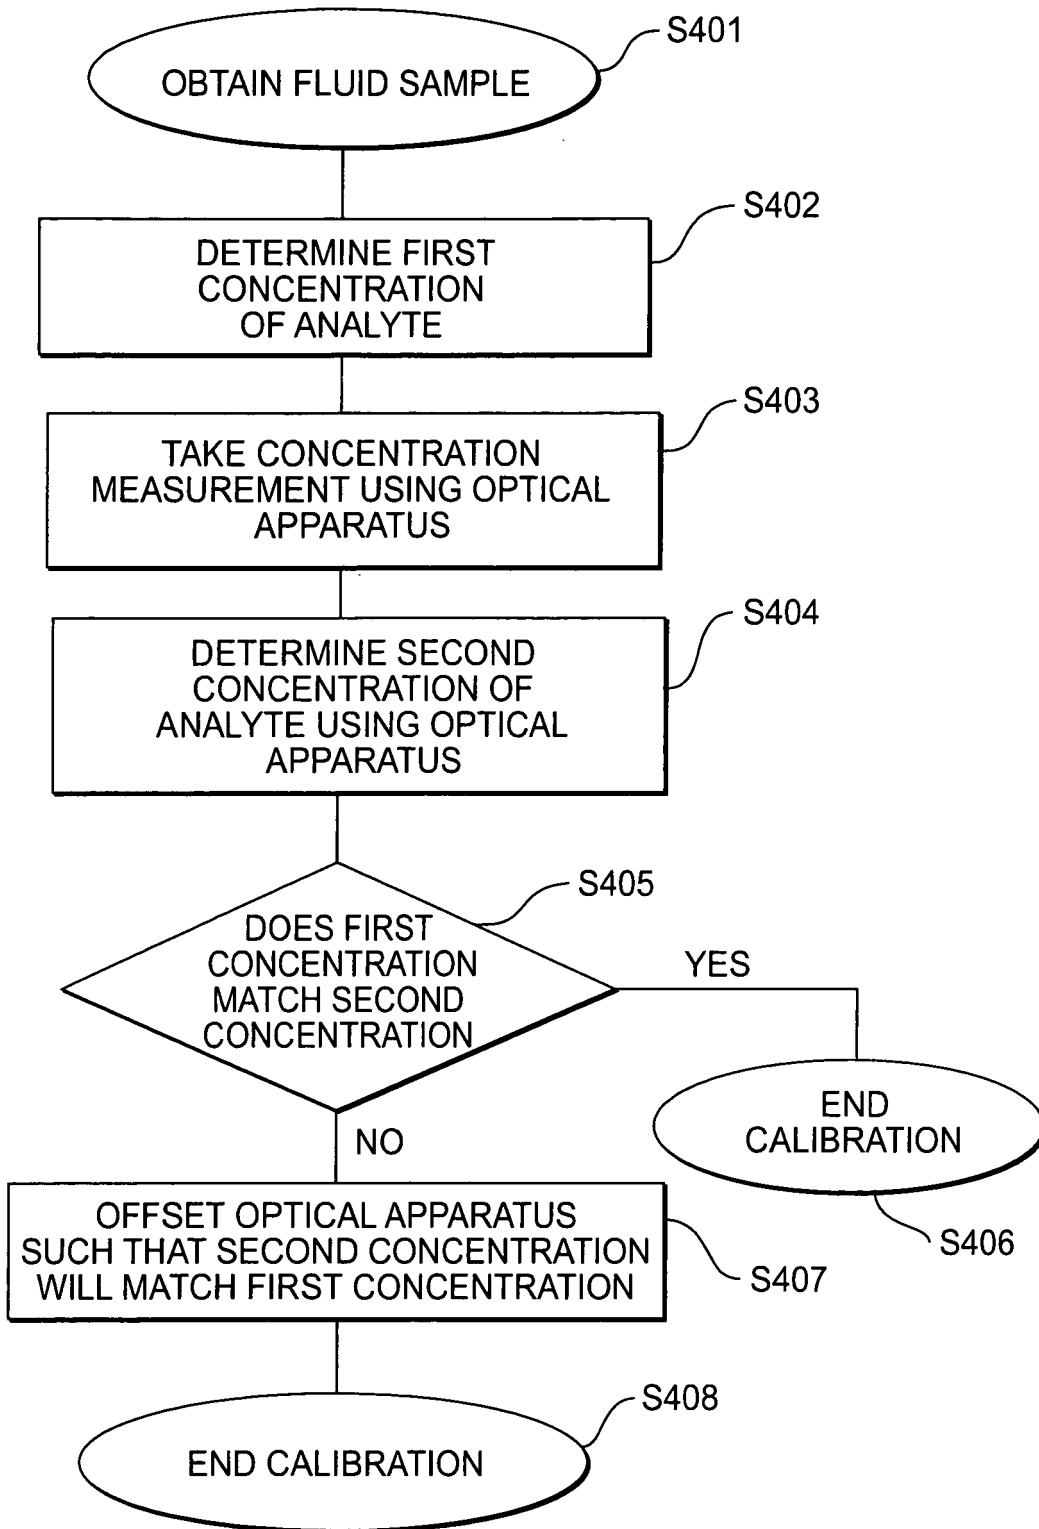 S401
OBTAIN FLUID SAMPLE
S402
DETERMINE FIRST
CONCENTRATION
OF ANALYTE
S403
TAKE CONCENTRATION
MEASUREMENT USING OPTICAL
APPARATUS
S404
DETERMINE SECOND
CONCENTRATION OF
ANALYTE USING OPTICAL
APPARATUS
S405
DOES FIRST
CONCENTRATION
MATCH SECOND
CONCENTRATION
YES
END
CALIBRATION
S406
NO
OFFSET OPTICAL APPARATUS
SUCH THAT SECOND CONCENTRATION
WILL MATCH FIRST CONCENTRATION
S407
S408
END CALIBRATION